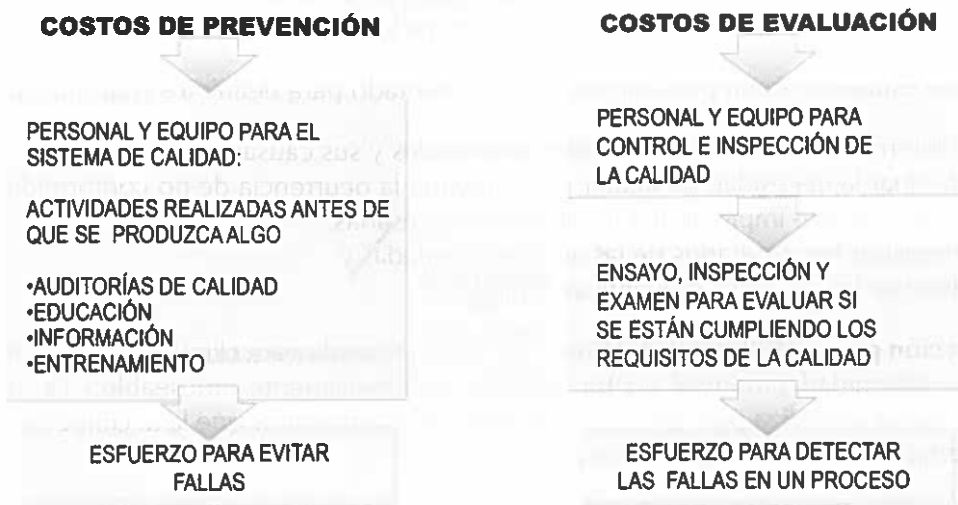 COSTOS DE PREVENCIÓN
PERSONAL Y EQUIPO PARA EL
SISTEMA DE CALIDAD:
ACTIVIDADES REALIZADAS ANTES DE
QUE SE PRODUZCA ALGO
•AUDITORÍAS DE CALIDAD
•EDUCACIÓN
•INFORMACIÓN
•ENTRENAMIENTO
ESFUERZO PARA EVITAR
FALLAS
COSTOS DE EVALUACIÓN
PERSONAL Y EQUIPO PARA
CONTROL E INSPECCIÓN DE
LA CALIDAD
ENSAYO, INSPECCIÓN Y
EXAMEN PARA EVALUAR SI
SE ESTÁN CUMPLIENDO LOS
REQUISITOS DE LA CALIDAD
ESFUERZO PARA DETECTAR
LAS FALLAS EN UN PROCESO